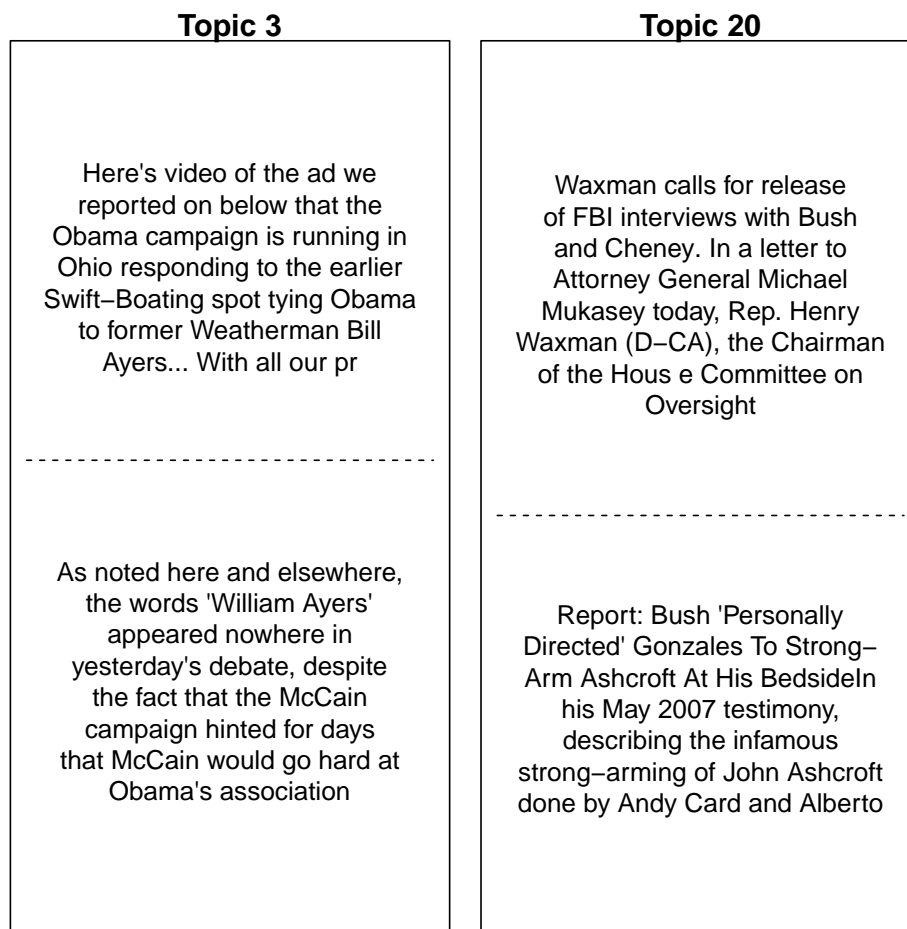 Topic 3
Here's video of the ad we
reported on below that the
Obama campaign is running in
Ohio responding to the earlier
Swift−Boating spot tying Obama
to former Weatherman Bill
Ayers... With all our pr
As noted here and elsewhere,
the words 'William Ayers'
appeared nowhere in
yesterday's debate, despite
the fact that the McCain
campaign hinted for days
that McCain would go hard at
Obama's association
Topic 20
Waxman calls for release
of FBI interviews with Bush
and Cheney. In a letter to
Attorney General Michael
Mukasey today, Rep. Henry
Waxman (D−CA), the Chairman
of the Hous e Committee on
Oversight
Report: Bush 'Personally
Directed' Gonzales To Strong−
Arm Ashcroft At His BedsideIn
his May 2007 testimony,
describing the infamous
strong−arming of John Ashcroft
done by Andy Card and Alberto